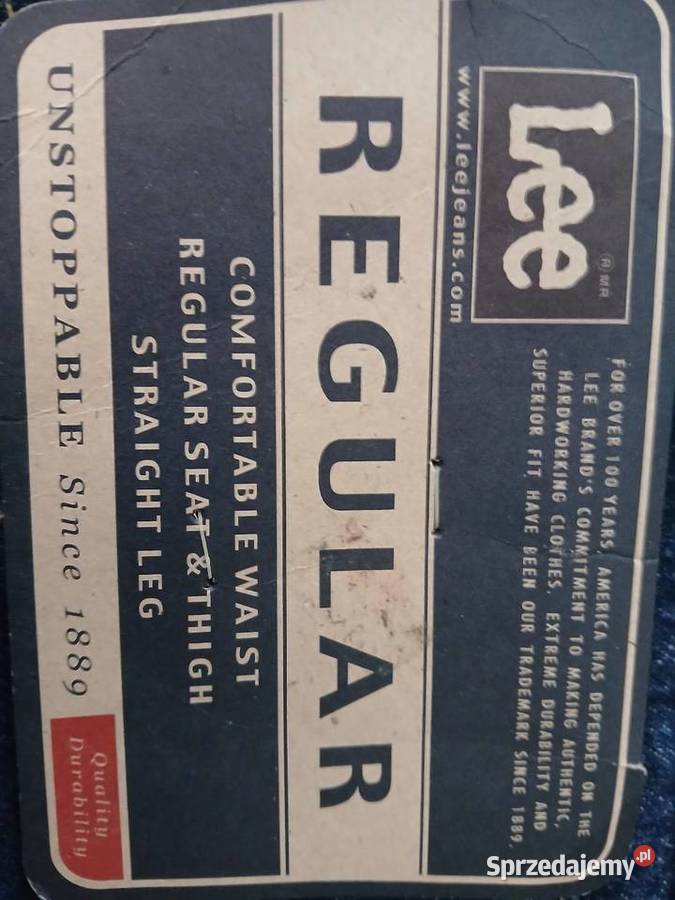 Lee
® MR
www.leejeans.com
FOR OVER 100 YEARS, AMERICA HAS DEPENDED ON THE
LEE BRAND'S COMMITMENT TO MAKING AUTHENTIC,
HARDWORKING CLOTHES. EXTREME DURABILITY AND
SUPERIOR FIT HAVE BEEN OUR TRADEMARK SINCE 1889.
REGULAR
COMFORTABLE WAIST
REGULAR SEAT & THIGH
STRAIGHT LEG
UNSTOPPABLE Since 1889
Quality
Durability
Sprzedajemy.pl